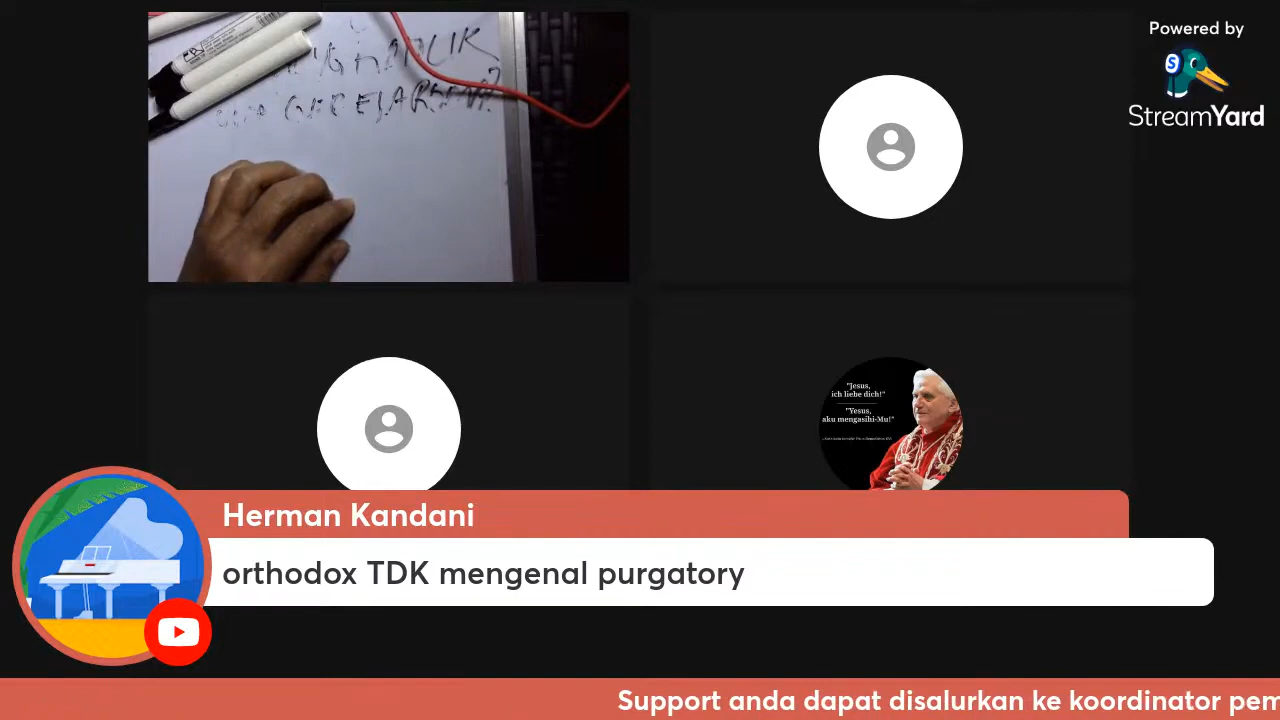 Powered by
StreamYard
"Jesus,
ich liebe dich!"
"Yesus,
aku mengasihi-Mu!"
Herman Kandani
orthodox TDK mengenal purgatory
Support anda dapat disalurkan ke koordinator pem